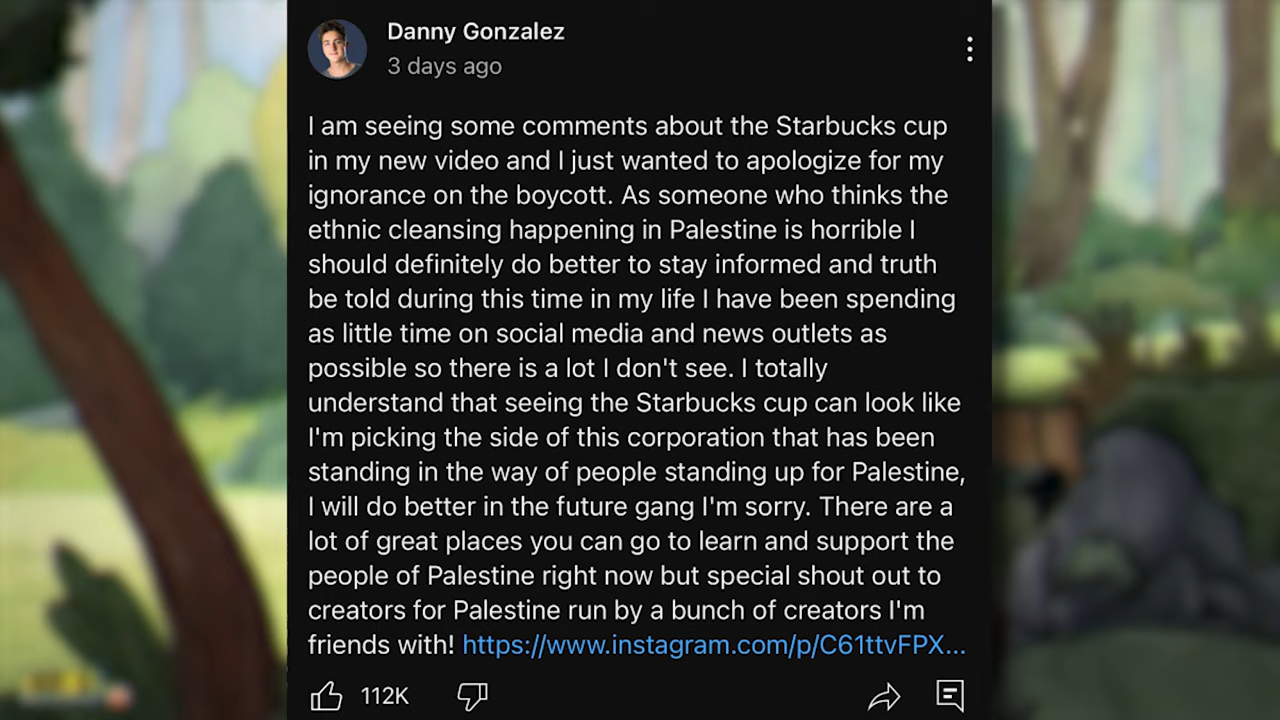 Danny Gonzalez
3 days ago
I am seeing some comments about the Starbucks cup
in my new video and I just wanted to apologize for my
ignorance on the boycott. As someone who thinks the
ethnic cleansing happening in Palestine is horrible I
should definitely do better to stay informed and truth
be told during this time in my life I have been spending
as little time on social media and news outlets as
possible so there is a lot I don't see. I totally
understand that seeing the Starbucks cup can look like
I'm picking the side of this corporation that has been
standing in the way of people standing up for Palestine,
I will do better in the future gang I'm sorry. There are a
lot of great places you can go to learn and support the
people of Palestine right now but special shout out to
creators for Palestine run by a bunch of creators I'm
friends with! https://www.instagram.com/p/C61ttvFPX...
112K